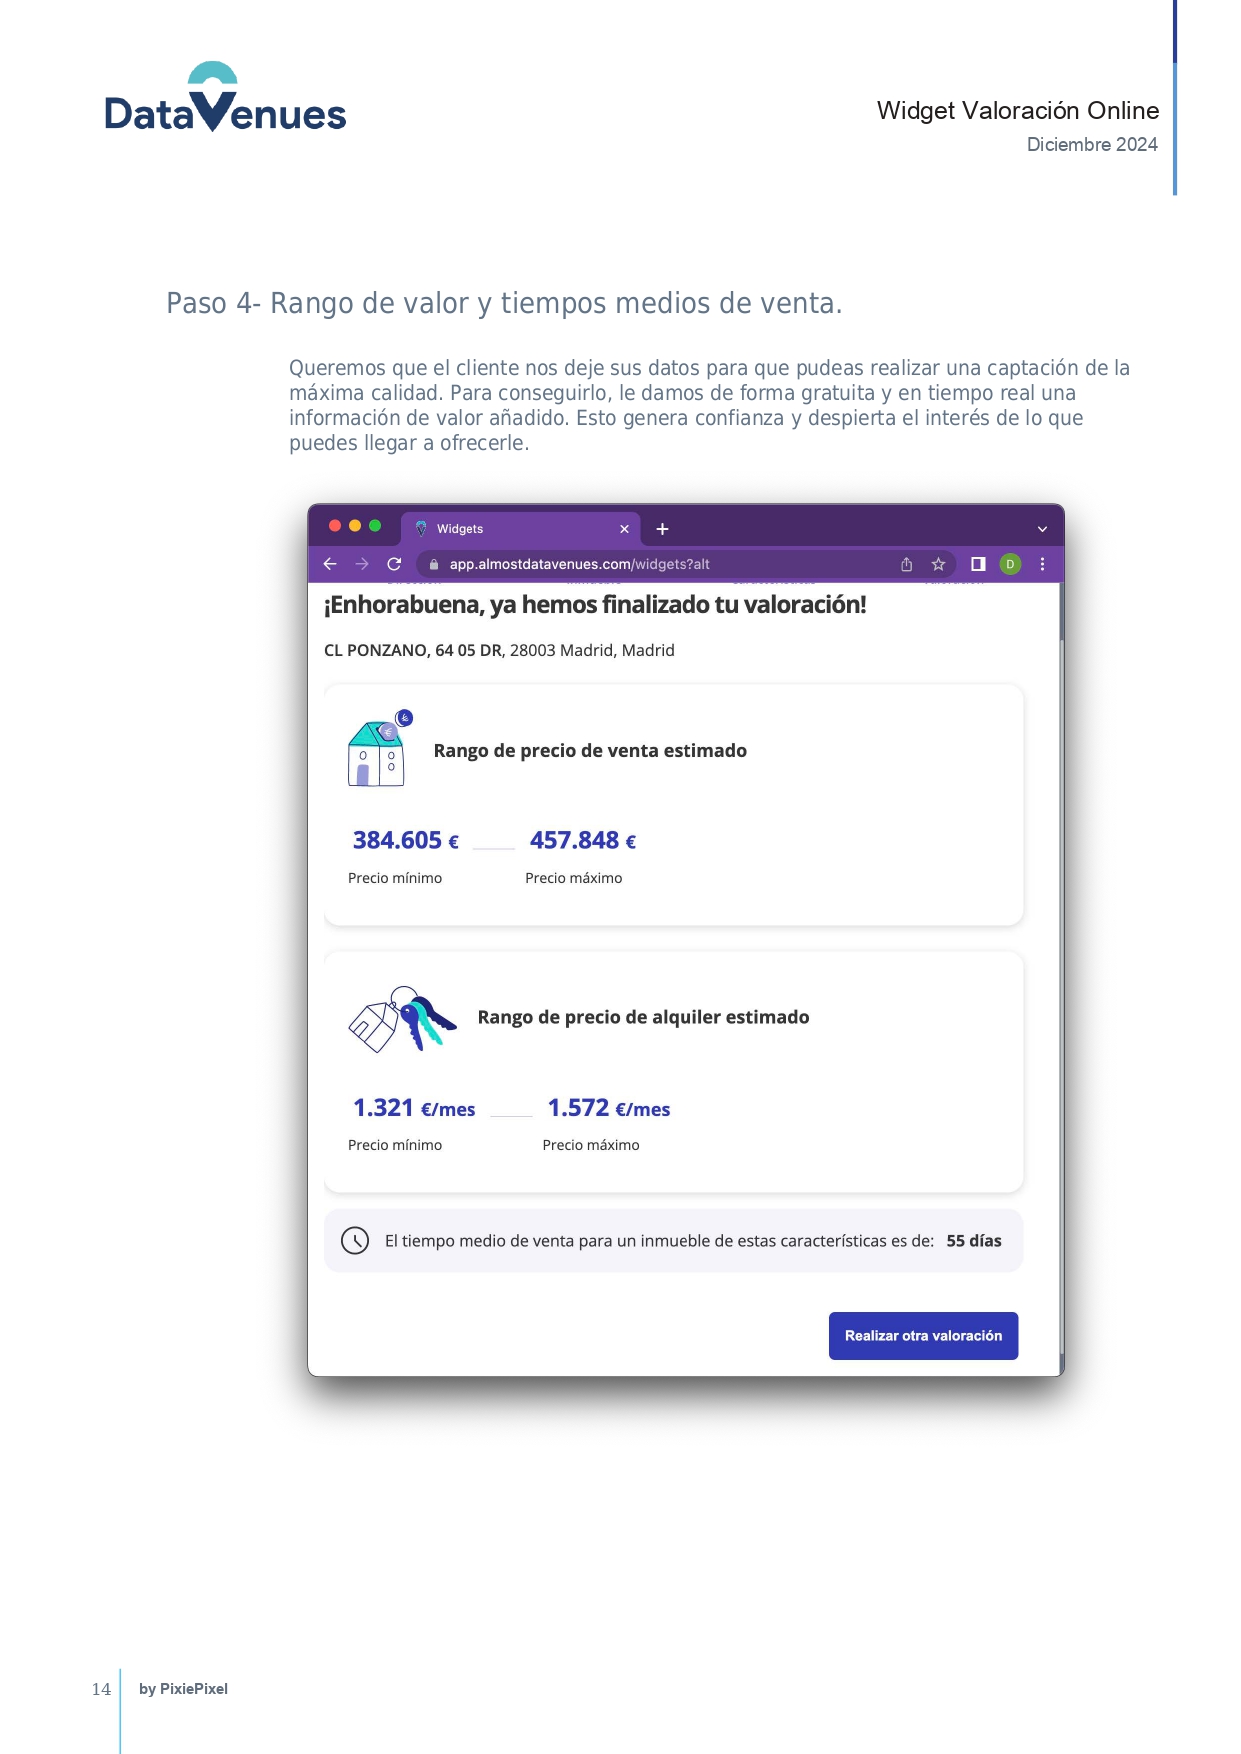 DataVenues
Widget Valoración Online
Diciembre 2024
Paso 4- Rango de valor y tiempos medios de venta.
Queremos que el cliente nos deje sus datos para que pudeas realizar una captación de la
máxima calidad. Para conseguirlo, le damos de forma gratuita y en tiempo real una
información de valor añadido. Esto genera confianza y despierta el interés de lo que
puedes llegar a ofrecerle.
Widgets
app.almostdatavenues.com/widgets?alt
D
¡Enhorabuena, ya hemos finalizado tu valoración!
CL PONZANO, 64 05 DR, 28003 Madrid, Madrid
Rango de precio de venta estimado
384.605 € 457.848 €
Precio mínimo Precio máximo
Rango de precio de alquiler estimado
1.321 €/mes 1.572 €/mes
Precio mínimo Precio máximo
El tiempo medio de venta para un inmueble de estas características es de: 55 días
Realizar otra valoración
14 by PixiePixel